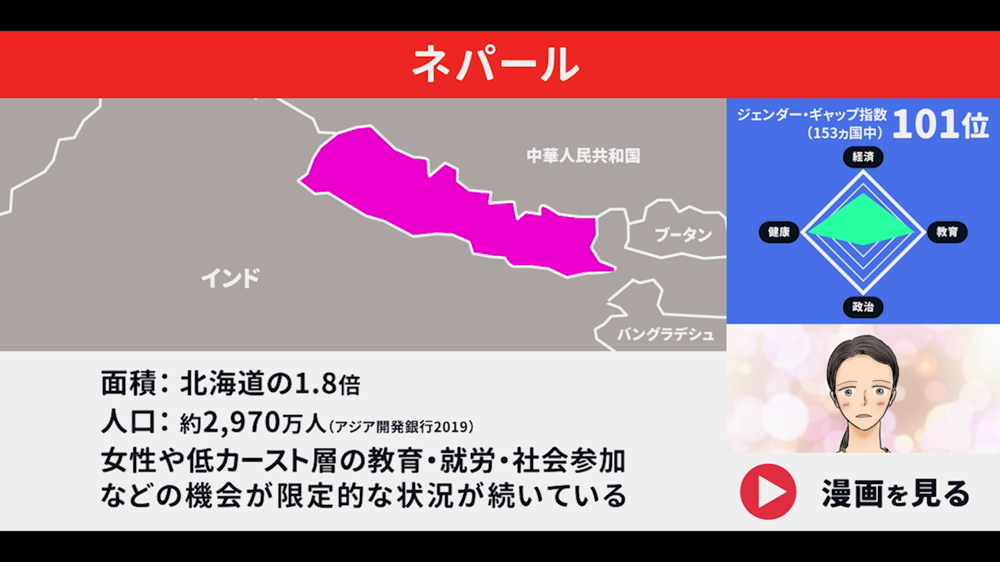 ネパール
中華人民共和国
ブータン
インド
バングラデシュ
ジェンダー・ギャップ指数
（153ヵ国中）
101位
経済
健康
教育
政治
面積：北海道の1.8倍
人口：約2,970万人（アジア開発銀行2019）
女性や低カースト層の教育・就労・社会参加
などの機会が限定的な状況が続いている
漫画を見る